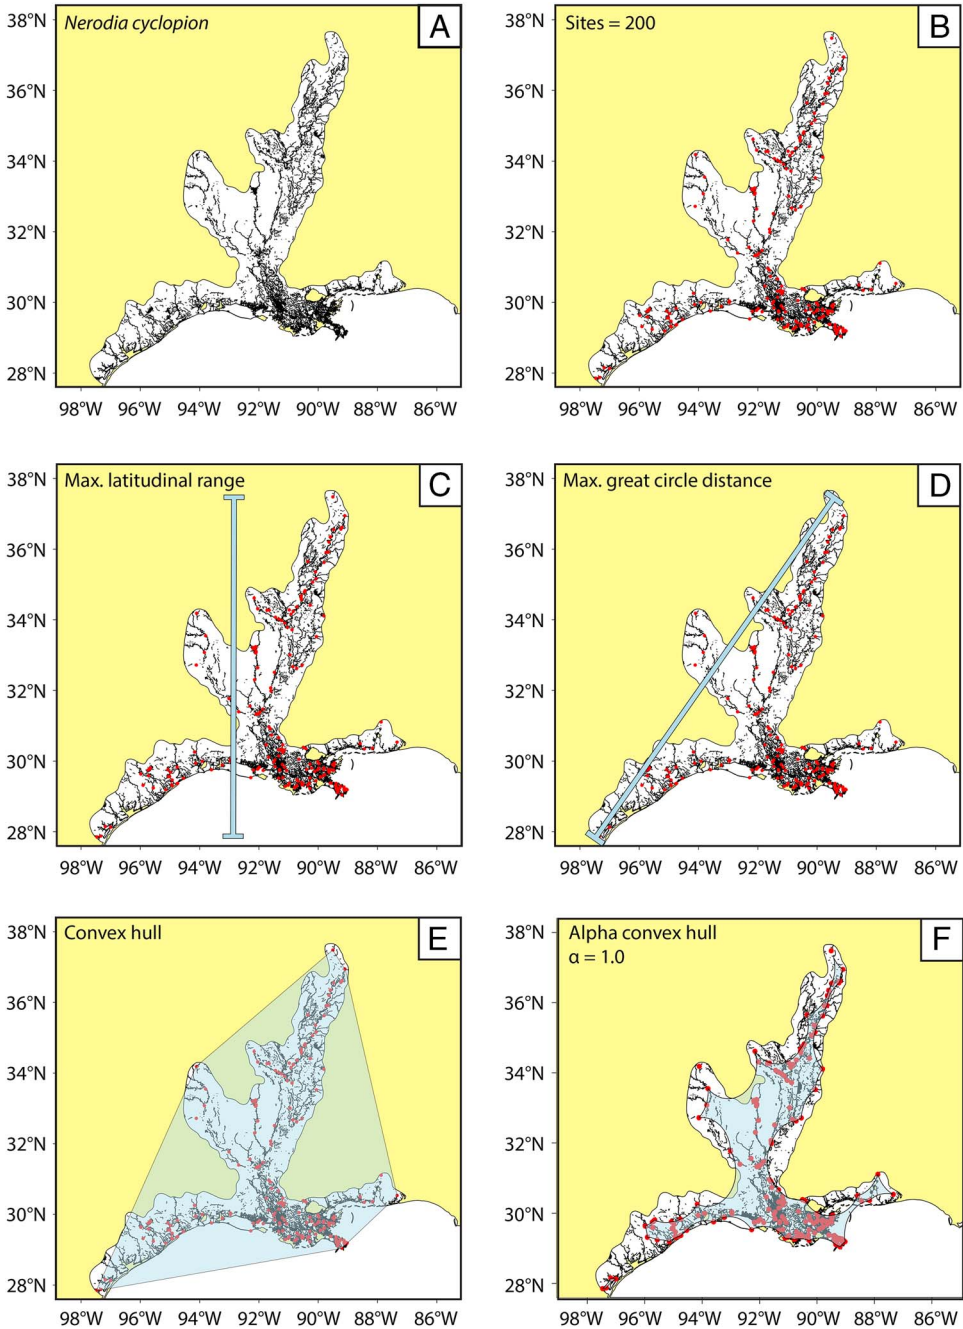 Nerodia cyclopion
A
38°N
36°N
34°N
32°N
30°N
28°N
98°W 96°W 94°W 92°W 90°W 88°W 86°W
Sites = 200
B
38°N
36°N
34°N
32°N
30°N
28°N
98°W 96°W 94°W 92°W 90°W 88°W 86°W
Max. latitudinal range
C
38°N
36°N
34°N
32°N
30°N
28°N
98°W 96°W 94°W 92°W 90°W 88°W 86°W
Max. great circle distance
D
38°N
36°N
34°N
32°N
30°N
28°N
98°W 96°W 94°W 92°W 90°W 88°W 86°W
Convex hull
E
38°N
36°N
34°N
32°N
30°N
28°N
98°W 96°W 94°W 92°W 90°W 88°W 86°W
Alpha convex hull
α = 1.0
F
38°N
36°N
34°N
32°N
30°N
28°N
98°W 96°W 94°W 92°W 90°W 88°W 86°W